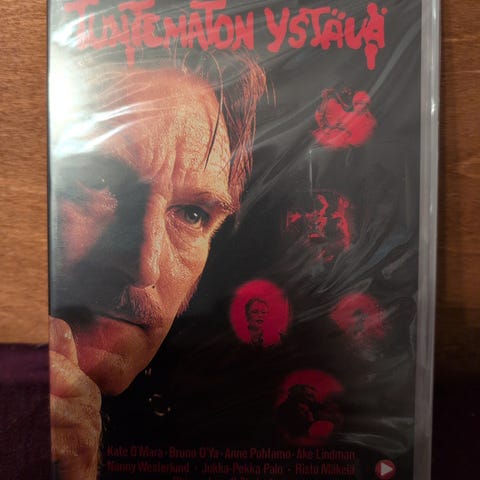 TUNTEMATON YSTÄVÄ
Kate O'Mara · Bruno O'Ya · Anne Pohtamo · Åke Lindman
Nanny Westerlund · Jukka-Pekka Palo · Risto Mäkelä